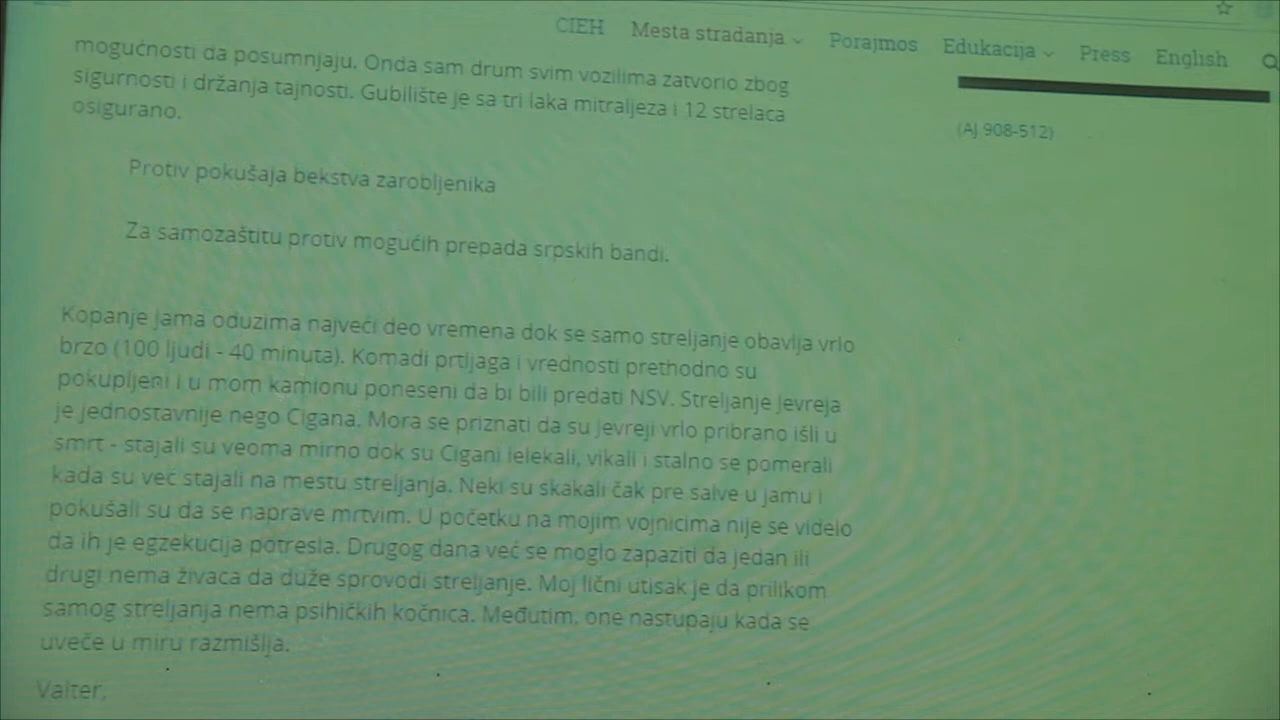 CIEH Mesta stradanja Porajmos Edukacija Press English
mogućnosti da posumnjaju. Onda sam drum svim vozilima zatvorio zbog
sigurnosti i držanja tajnosti. Gubilište je sa tri laka mitraljeza i 12 strelaca
osigurano.
(AJ 908-512)
Protiv pokušaja bekstva zarobljenika
Za samozaštitu protiv mogućih prepada srpskih bandi.
Kopanje jama oduzima najveći deo vremena dok se samo streljanje obavlja vrlo
brzo (100 ljudi - 40 minuta). Komadi prtljaga i vrednosti prethodno su
pokupljeni i u mom kamionu poneseni da bi bili predati NSV. Streljanje Jevreja
je jednostavnije nego Cigana. Mora se priznati da su Jevreji vrlo pribrano išli u
smrt - stajali su veoma mirno dok su Cigani lelekali, vikali i stalno se pomerali
kada su već stajali na mestu streljanja. Neki su skakali čak pre salve u jamu i
pokušali su da se naprave mrtvim. U početku na mojim vojnicima nije se videlo
da ih je egzekucija potresla. Drugog dana već se moglo zapaziti da jedan ili
drugi nema živaca da duže sprovodi streljanje. Moj lični utisak je da prilikom
samog streljanja nema psihičkih kočnica. Međutim, one nastupaju kada se
uveče u miru razmišlja.
Valter.